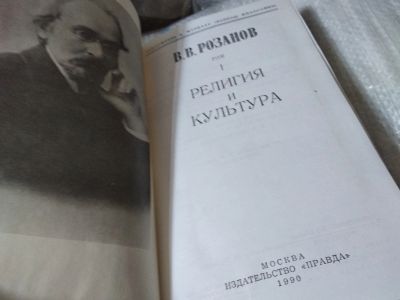 В.В. РОЗАНОВ
ТОМ
1
РЕЛИГИЯ
И
КУЛЬТУРА
МОСКВА
ИЗДАТЕЛЬСТВО «ПРАВДА»
1990